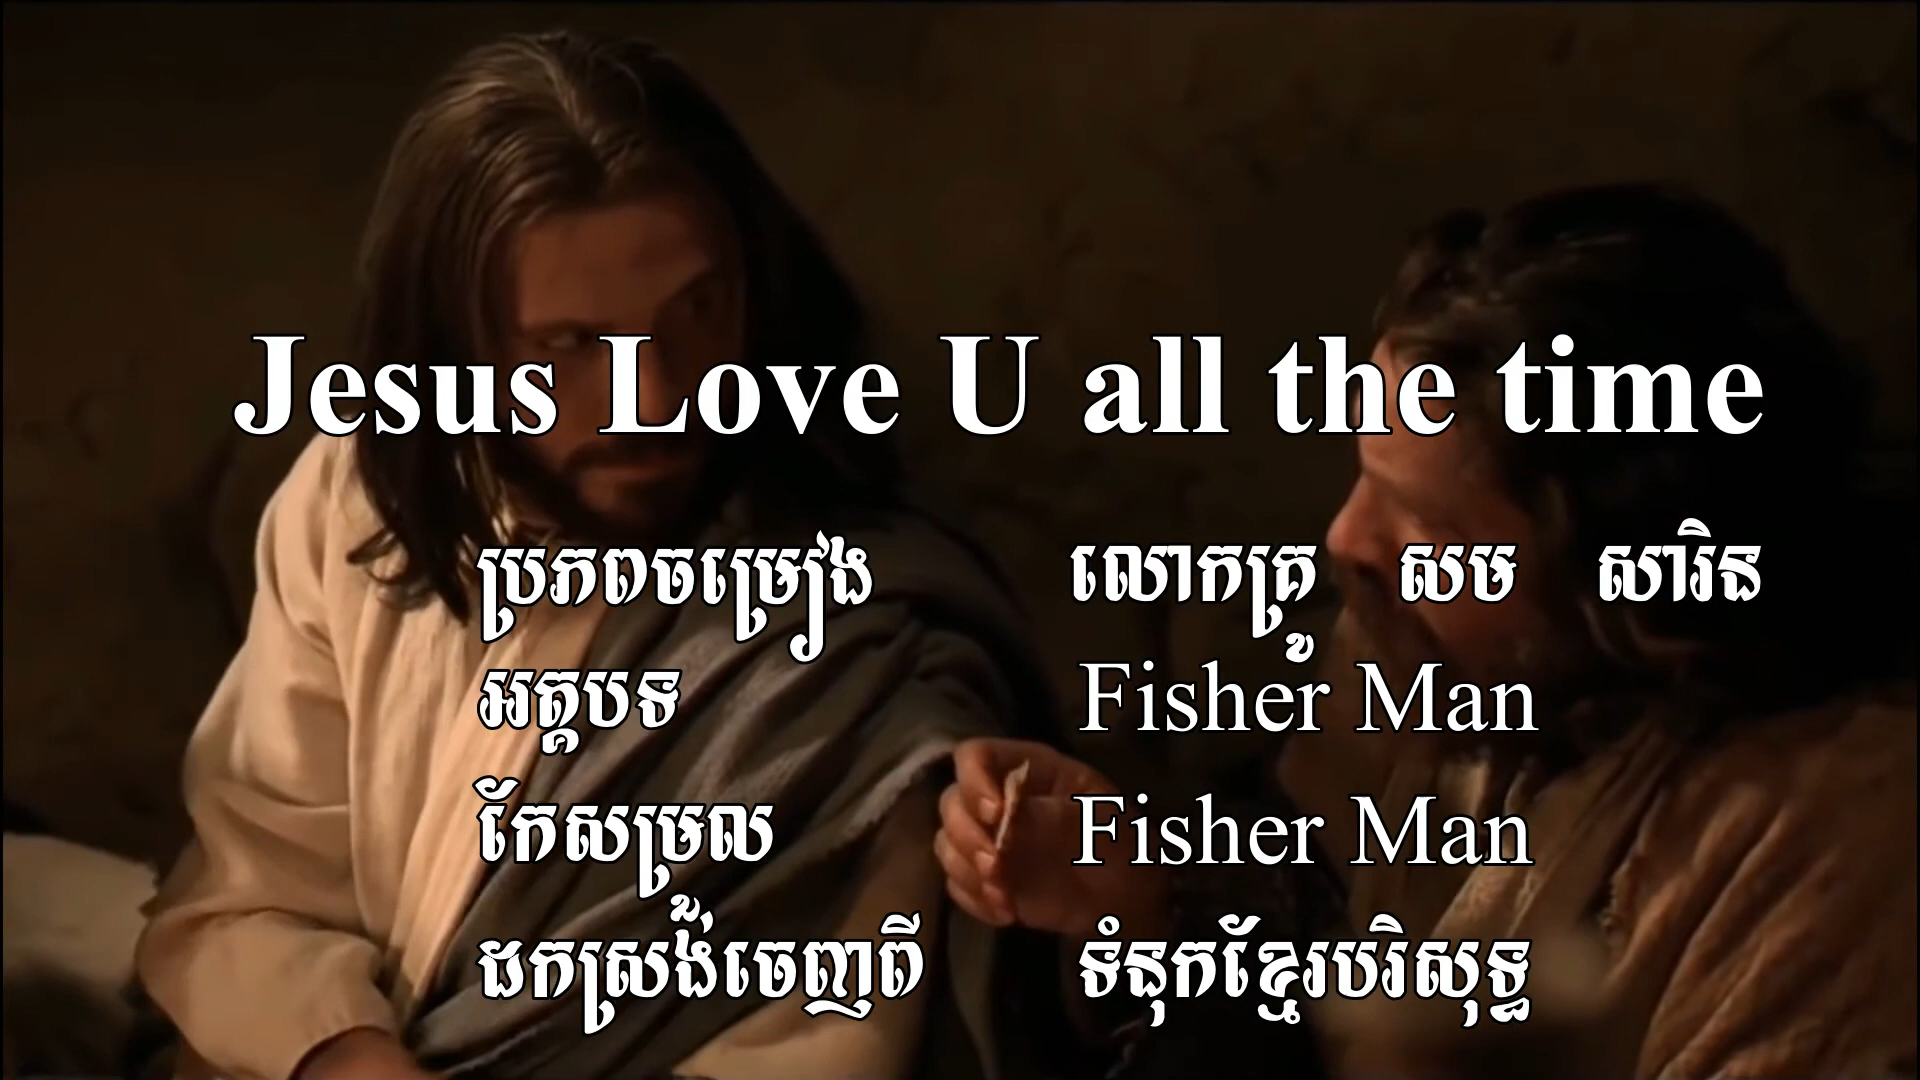 Jesus Love U all the time
ប្រភពចម្រៀង លោកគ្រូ សម សារិន
អត្ថបទ Fisher Man
កែសម្រួល Fisher Man
ដកស្រង់ចេញពី ទំនុកខ្មែរបរិសុទ្ធ